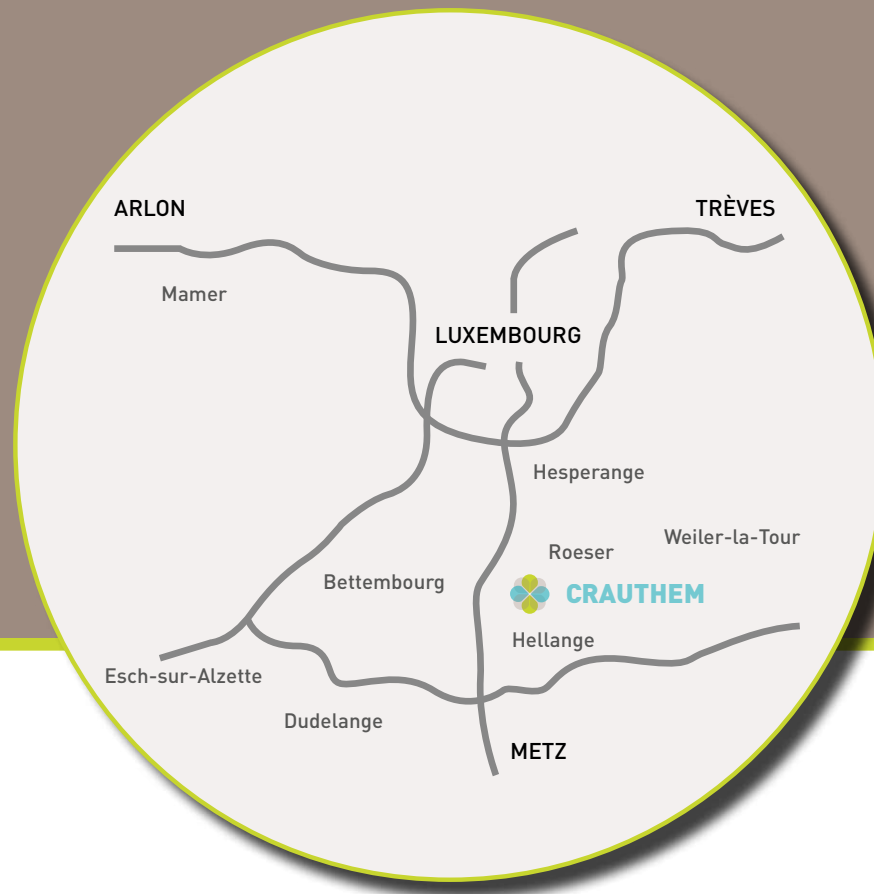 ARLON
TRÈVES
Mamer
LUXEMBOURG
Hesperange
Weiler-la-Tour
Roeser
Bettembourg
CRAUTHEM
Hellange
Esch-sur-Alzette
Dudelange
METZ